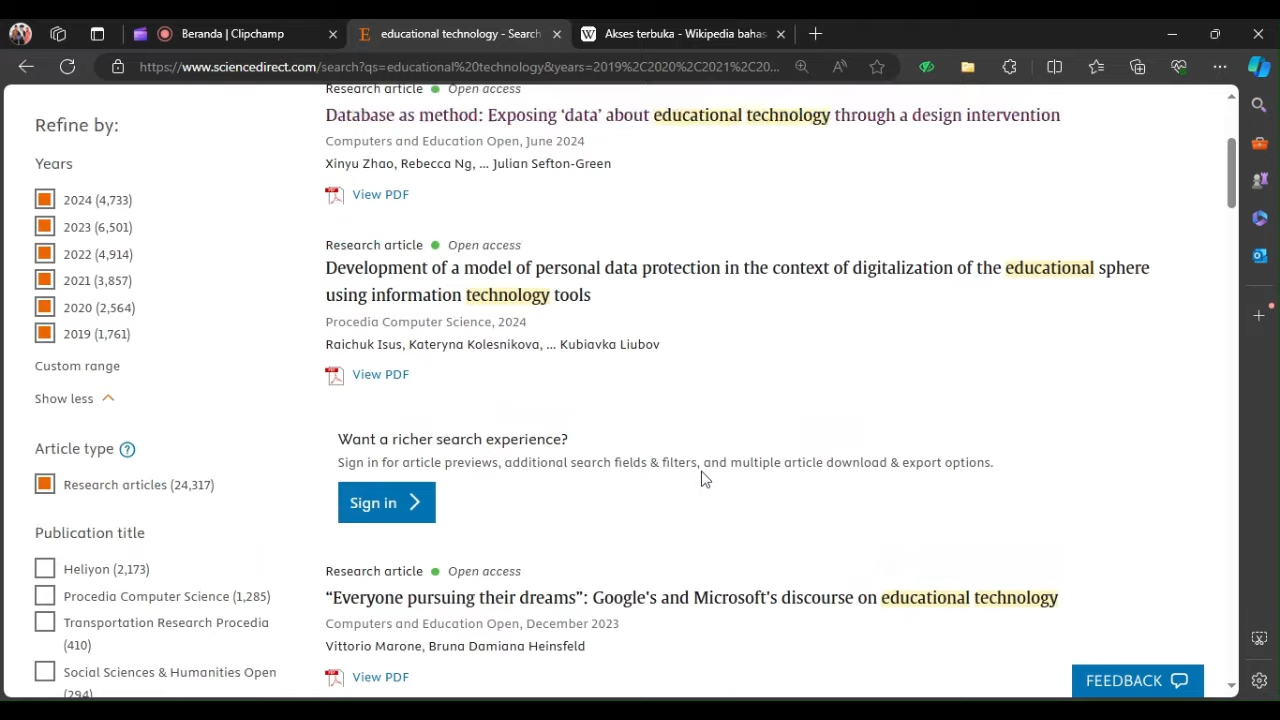 Beranda | Clipchamp
educational technology - Search
Akses terbuka - Wikipedia bahas
https://www.sciencedirect.com/search?qs=educational%20technology&years=2019%2C2020%2C2021%2C20...
Refine by:
Years
2024 (4,733)
2023 (6,501)
2022 (4,914)
2021 (3,857)
2020 (2,564)
2019 (1,761)
Custom range
Show less
Article type
Research articles (24,317)
Publication title
Heliyon (2,173)
Procedia Computer Science (1,285)
Transportation Research Procedia
(410)
Social Sciences & Humanities Open
(294)
Research article Open access
Database as method: Exposing ‘data’ about educational technology through a design intervention
Computers and Education Open, June 2024
Xinyu Zhao, Rebecca Ng, ... Julian Sefton-Green
View PDF
Research article Open access
Development of a model of personal data protection in the context of digitalization of the educational sphere
using information technology tools
Procedia Computer Science, 2024
Raichuk Isus, Kateryna Kolesnikova, ... Kubiavka Liubov
View PDF
Want a richer search experience?
Sign in for article previews, additional search fields & filters, and multiple article download & export options.
Sign in
Research article Open access
“Everyone pursuing their dreams”: Google's and Microsoft's discourse on educational technology
Computers and Education Open, December 2023
Vittorio Marone, Bruna Damiana Heinsfeld
View PDF
FEEDBACK